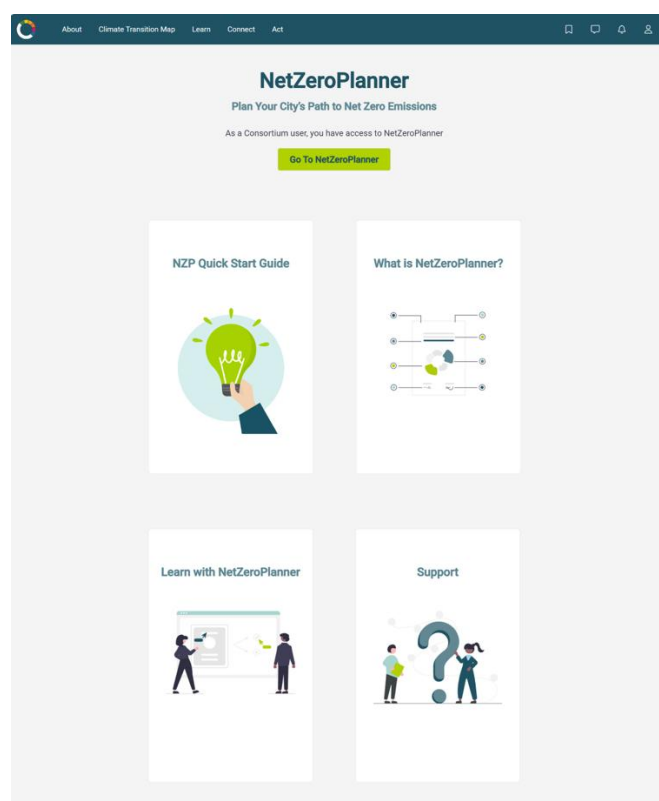 About Climate Transition Map Learn Connect Act
NetZeroPlanner
Plan Your City's Path to Net Zero Emissions
As a Consortium user, you have access to NetZeroPlanner
Go To NetZeroPlanner
NZP Quick Start Guide
What is NetZeroPlanner?
Learn with NetZeroPlanner
Support